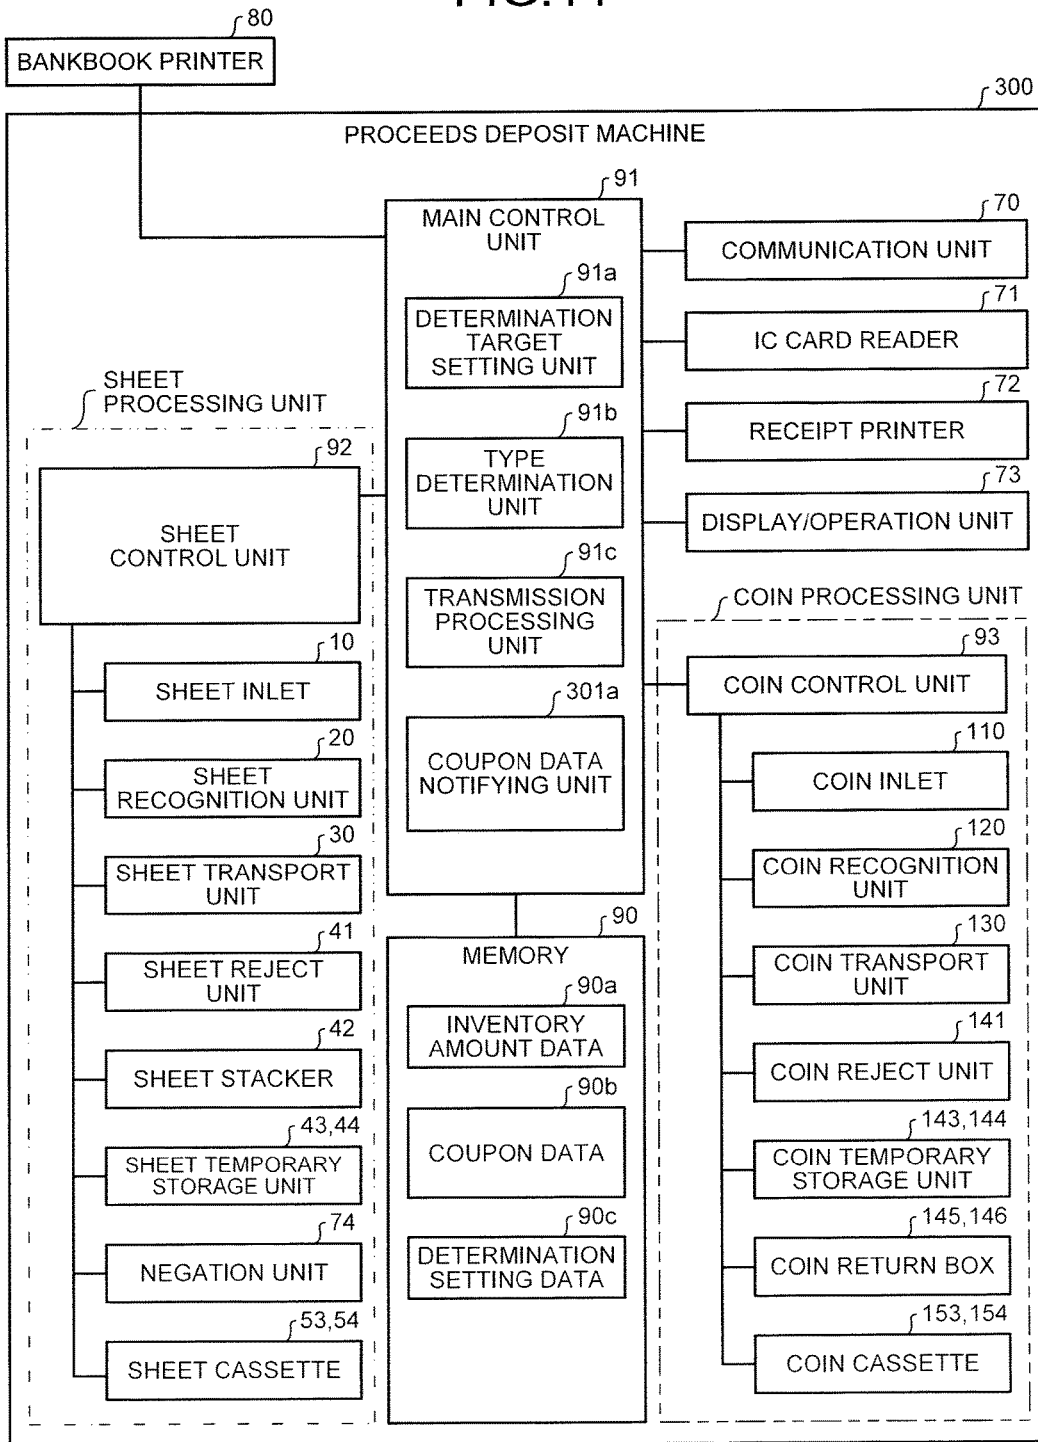 80
BANKBOOK PRINTER
300
PROCEEDS DEPOSIT MACHINE
91
MAIN CONTROL
UNIT
91a
DETERMINATION
TARGET
SETTING UNIT
91b
TYPE
DETERMINATION
UNIT
91c
TRANSMISSION
PROCESSING
UNIT
301a
COUPON DATA
NOTIFYING UNIT
70
COMMUNICATION UNIT
71
IC CARD READER
72
RECEIPT PRINTER
73
DISPLAY/OPERATION UNIT
SHEET
PROCESSING UNIT
92
SHEET
CONTROL UNIT
10
SHEET INLET
20
SHEET
RECOGNITION UNIT
30
SHEET TRANSPORT
UNIT
41
SHEET REJECT
UNIT
42
SHEET STACKER
43,44
SHEET TEMPORARY
STORAGE UNIT
74
NEGATION UNIT
53,54
SHEET CASSETTE
90
MEMORY
90a
INVENTORY
AMOUNT DATA
90b
COUPON DATA
90c
DETERMINATION
SETTING DATA
COIN PROCESSING UNIT
93
COIN CONTROL UNIT
110
COIN INLET
120
COIN RECOGNITION
UNIT
130
COIN TRANSPORT
UNIT
141
COIN REJECT UNIT
143,144
COIN TEMPORARY
STORAGE UNIT
145,146
COIN RETURN BOX
153,154
COIN CASSETTE